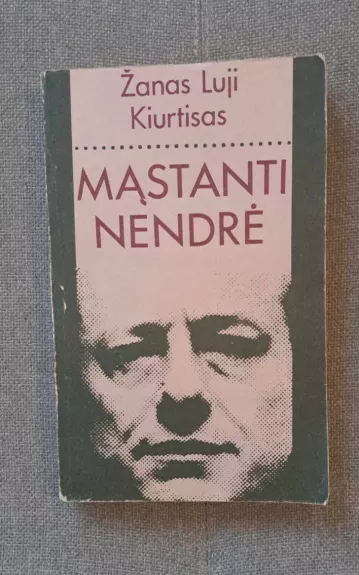 Žanas Luji
Kiurtisas
MĄSTANTI
NENDRĖ